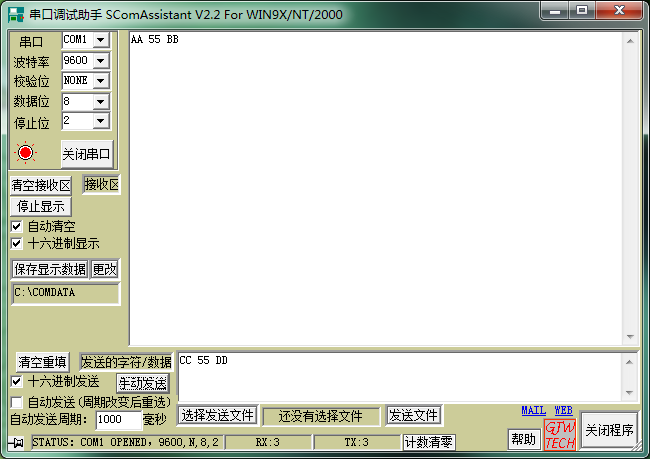 串口调试助手 SComAssistant V2.2 For WIN9X/NT/2000
串口 COM1
波特率 9600
校验位 NONE
数据位 8
停止位 2
关闭串口
清空接收区 接收区
停止显示
自动清空
十六进制显示
保存显示数据 更改
C:\COMDATA
AA 55 BB
清空重填 发送的字符/数据
CC 55 DD
十六进制发送 手动发送
自动发送(周期改变后重选)
自动发送周期: 1000 毫秒
选择发送文件 还没有选择文件 发送文件
MAIL WEB
帮助 GJW TECH 关闭程序
STATUS: COM1 OPENED, 9600,N,8,2 RX:3 TX:3 计数清零